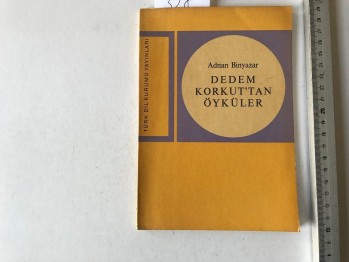 Adnan Binyazar
DEDEM
KORKUT'TAN
ÖYKÜLER
TÜRK DİL KURUMU YAYINLARI